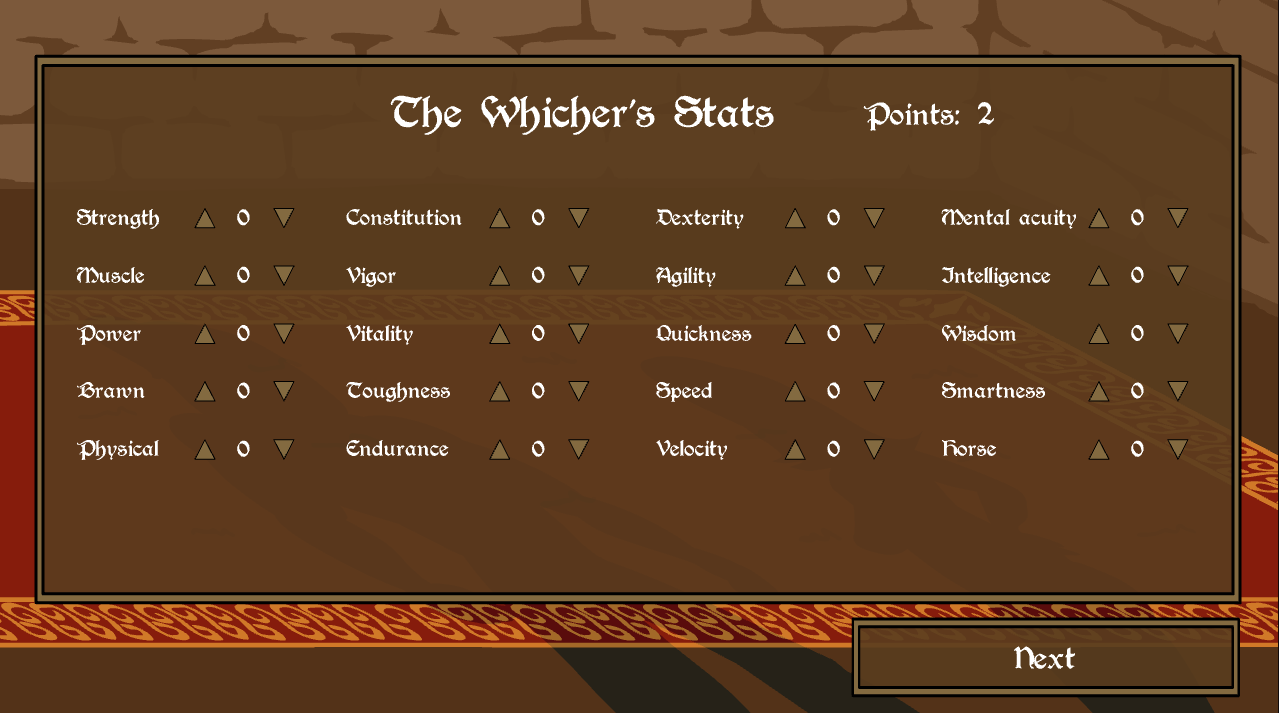 The Whicher's Stats Points: 2
Strength 0 Constitution 0 Dexterity 0 Mental acuity 0
Muscle 0 Vigor 0 Agility 0 Intelligence 0
Power 0 Vitality 0 Quickness 0 Wisdom 0
Brawn 0 Toughness 0 Speed 0 Smartness 0
Physical 0 Endurance 0 Velocity 0 Horse 0
Next